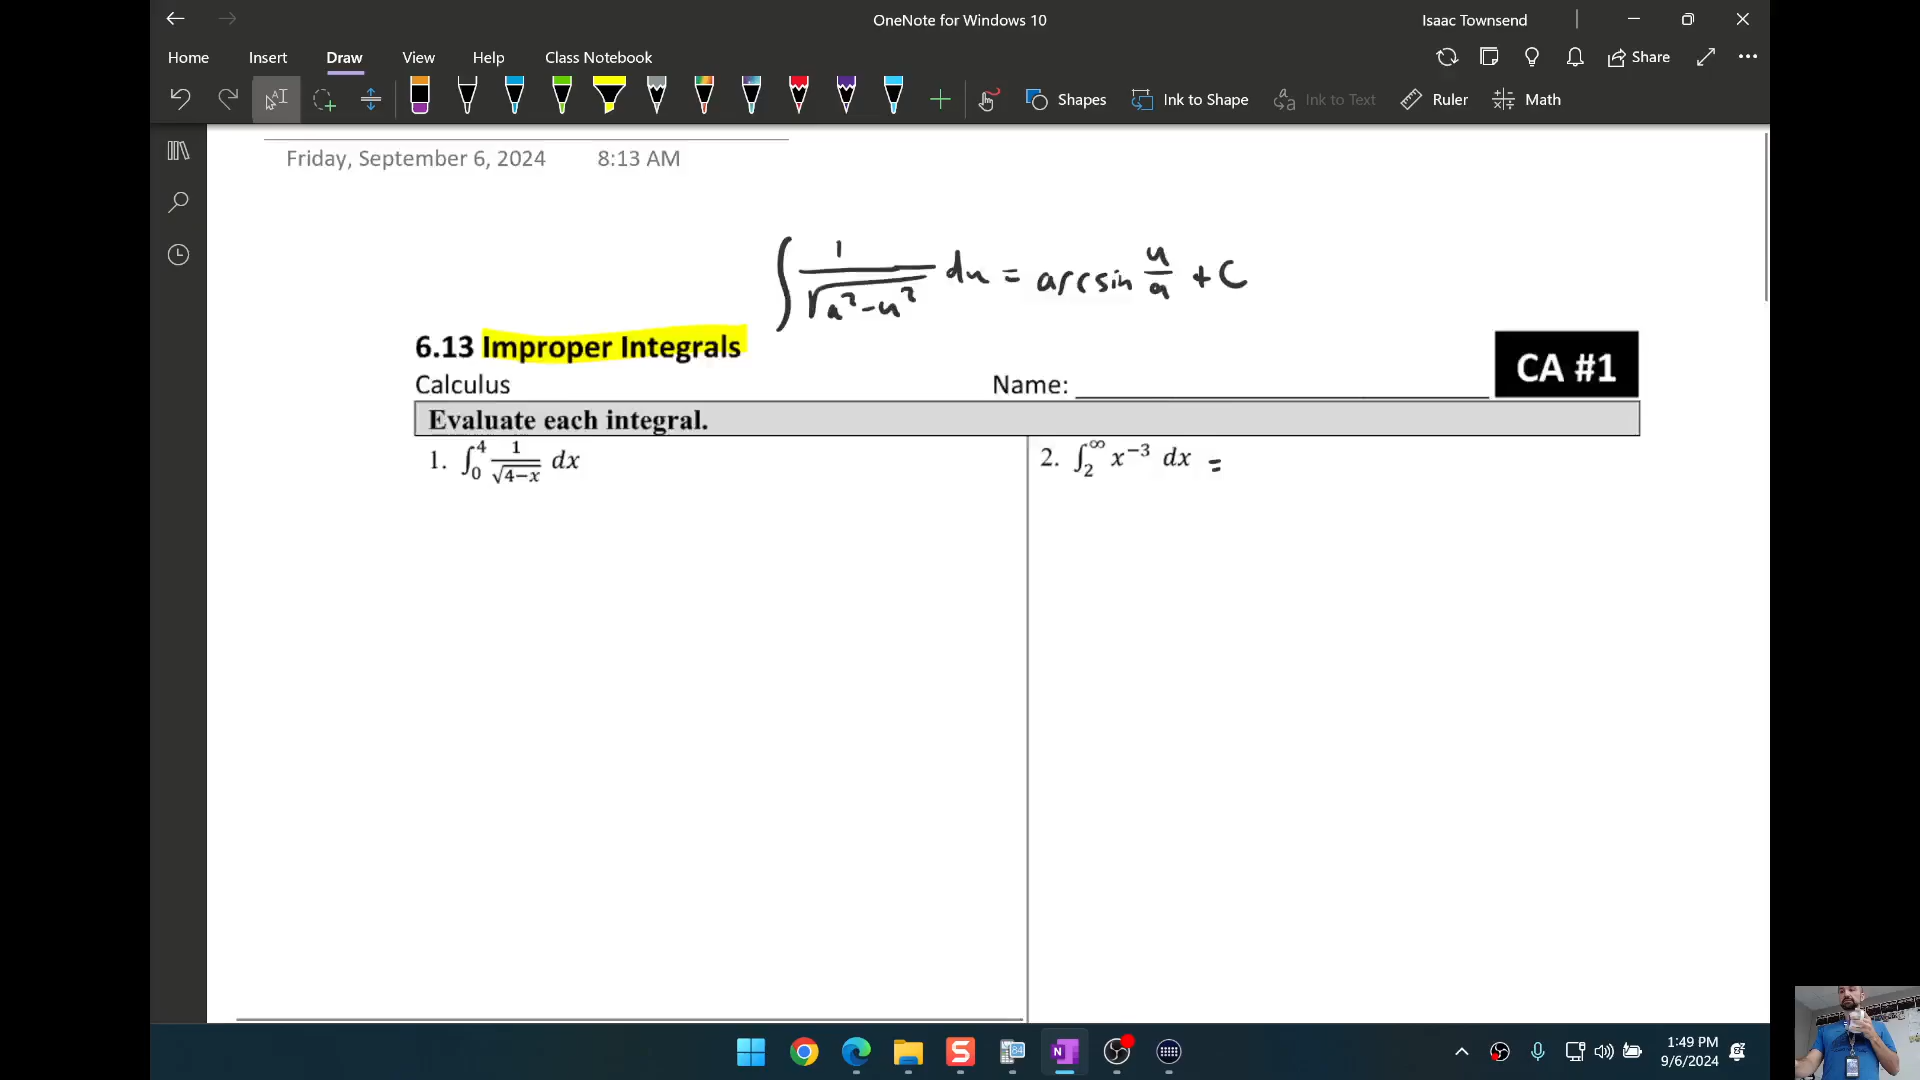 OneNote for Windows 10
Isaac Townsend
Home Insert Draw View Help Class Notebook
Share
Shapes Ink to Shape Ink to Text Ruler Math
Friday, September 6, 2024 8:13 AM
∫ 1/√(a²-u²) du = arcsin u/a + C
6.13 Improper Integrals
Calculus
Name:
CA #1
Evaluate each integral.
1. ∫₀⁴ 1/√(4−x) dx
2. ∫₂^∞ x⁻³ dx =
1:49 PM
9/6/2024